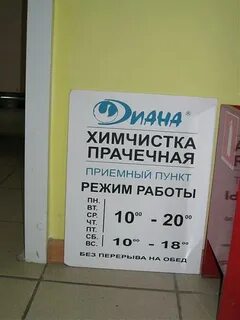 Диана®
ХИМЧИСТКА
ПРАЧЕЧНАЯ
ПРИЕМНЫЙ ПУНКТ
РЕЖИМ РАБОТЫ
ПН.
ВТ.
СР. 10⁰⁰ - 20⁰⁰
ЧТ.
ПТ.
СБ. 10⁰⁰ - 18⁰⁰
ВС.
БЕЗ ПЕРЕРЫВА НА ОБЕД